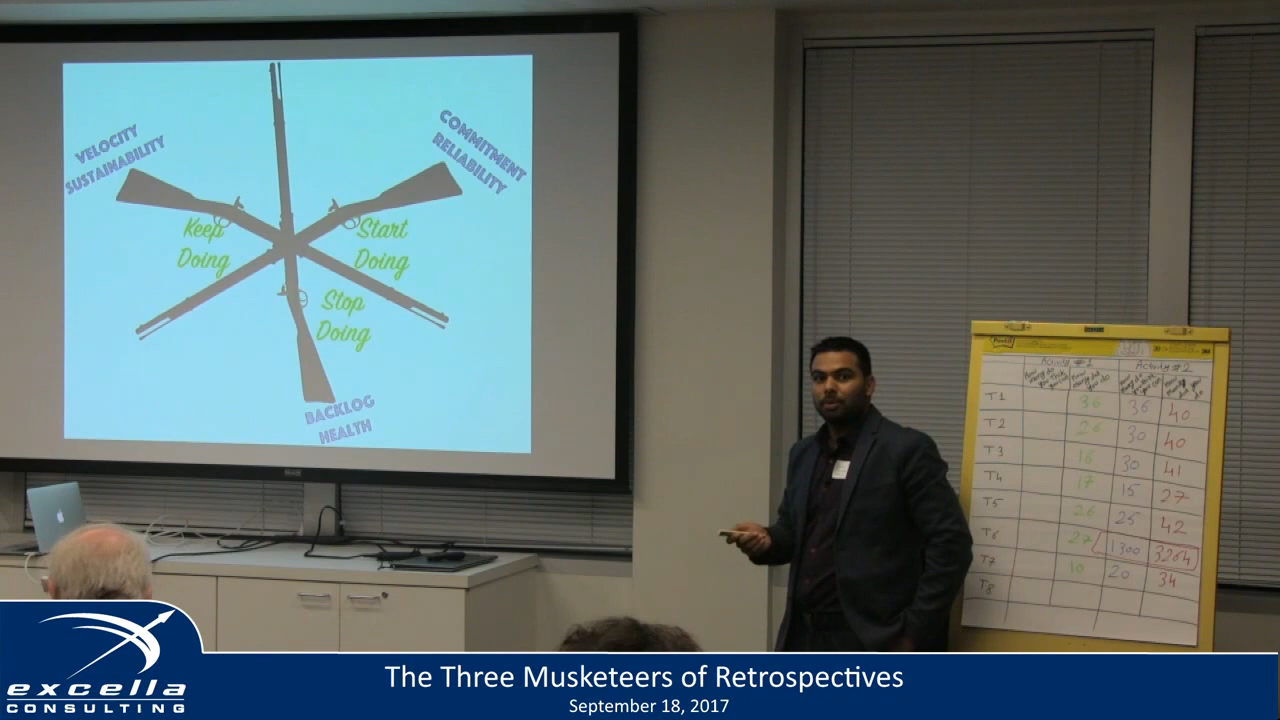 VELOCITY
SUSTAINABILITY
COMMITMENT
RELIABILITY
Keep
Doing
Start
Doing
Stop
Doing
BACKLOG
HEALTH
Activity #1 Activity #2
T1 36 36 40
T2 26 30 40
T3 16 30 41
T4 17 15 27
T5 26 25 42
T6 27 1300 3264
T7 10 20 34
T8
excella
CONSULTING
The Three Musketeers of Retrospectives
September 18, 2017